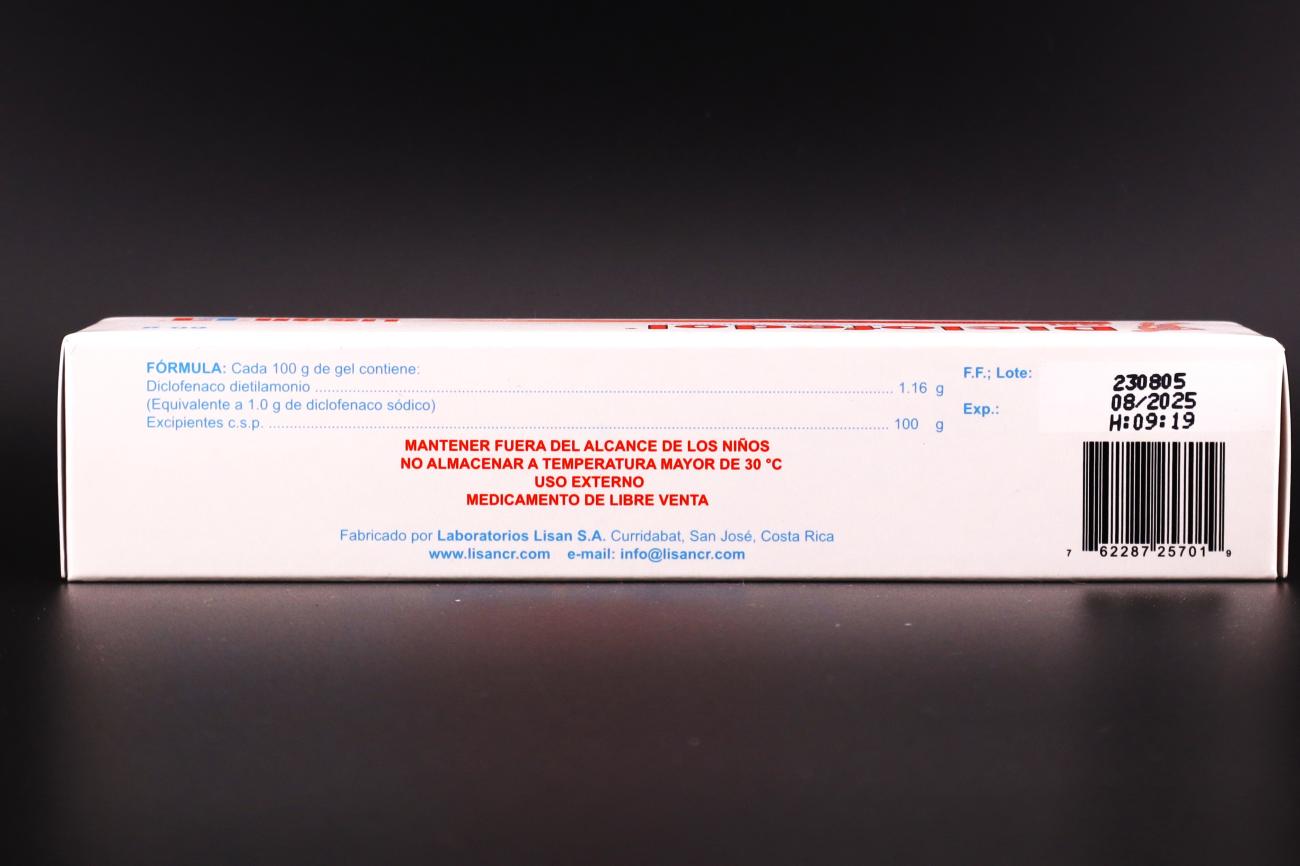 FÓRMULA: Cada 100 g de gel contiene:
Diclofenaco dietilamonio ........ 1.16 g
(Equivalente a 1.0 g de diclofenaco sódico)
Excipientes c.s.p. ........ 100 g
MANTENER FUERA DEL ALCANCE DE LOS NIÑOS
NO ALMACENAR A TEMPERATURA MAYOR DE 30 °C
USO EXTERNO
MEDICAMENTO DE LIBRE VENTA
Fabricado por Laboratorios Lisan S.A. Curridabat, San José, Costa Rica
www.lisancr.com e-mail: info@lisancr.com
F.F.; Lote: 230805
Exp.: 08/2025
H:09:19
7 62287 25701 9